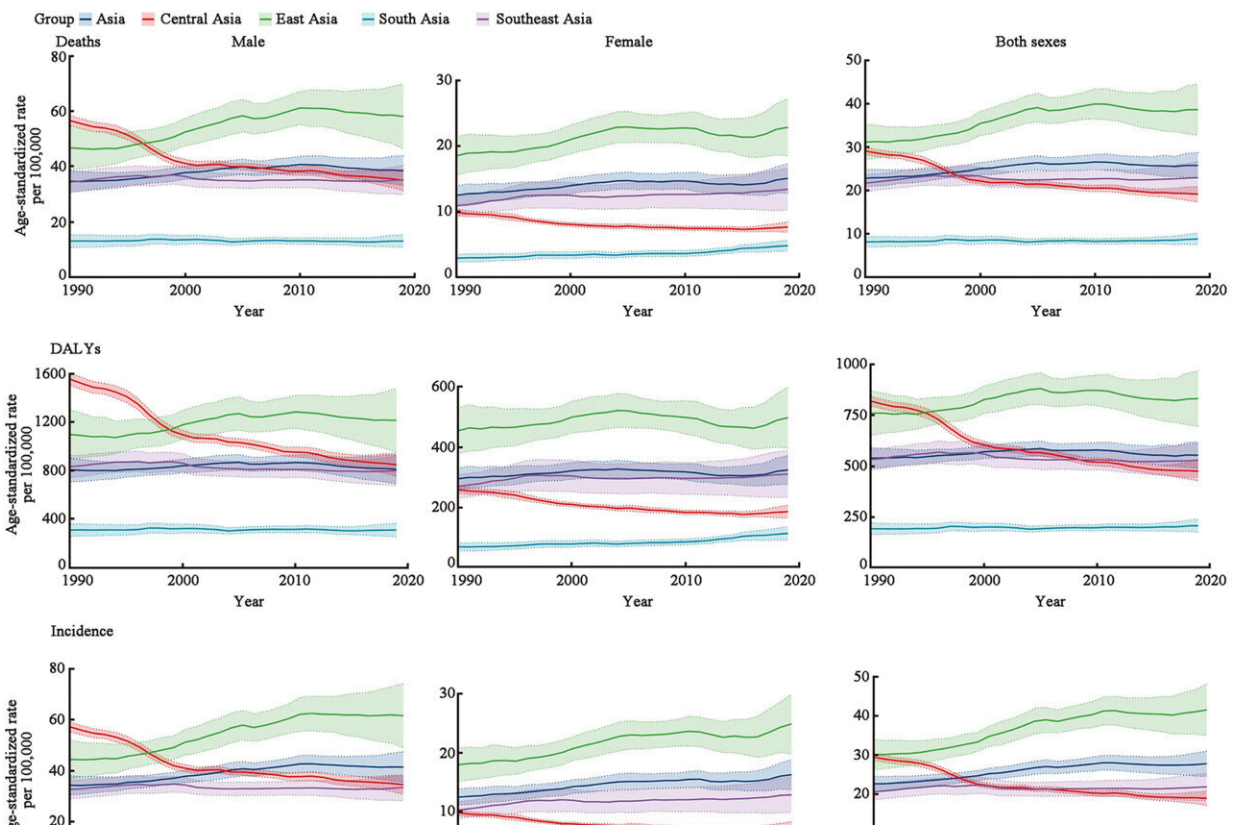 Group Asia Central Asia East Asia South Asia Southeast Asia
Deaths Male Female Both sexes
Age-standardized rate
per 100,000
80
60
40
20
0
1990 2000 2010 2020
Year
30
20
10
0
1990 2000 2010 2020
Year
50
40
30
20
10
0
1990 2000 2010 2020
Year
DALYs
Age-standardized rate
per 100,000
1600
1200
800
400
0
1990 2000 2010 2020
Year
600
400
200
0
1990 2000 2010 2020
Year
1000
750
500
250
0
1990 2000 2010 2020
Year
Incidence
Age-standardized rate
per 100,000
80
60
40
20
30
20
10
50
40
30
20